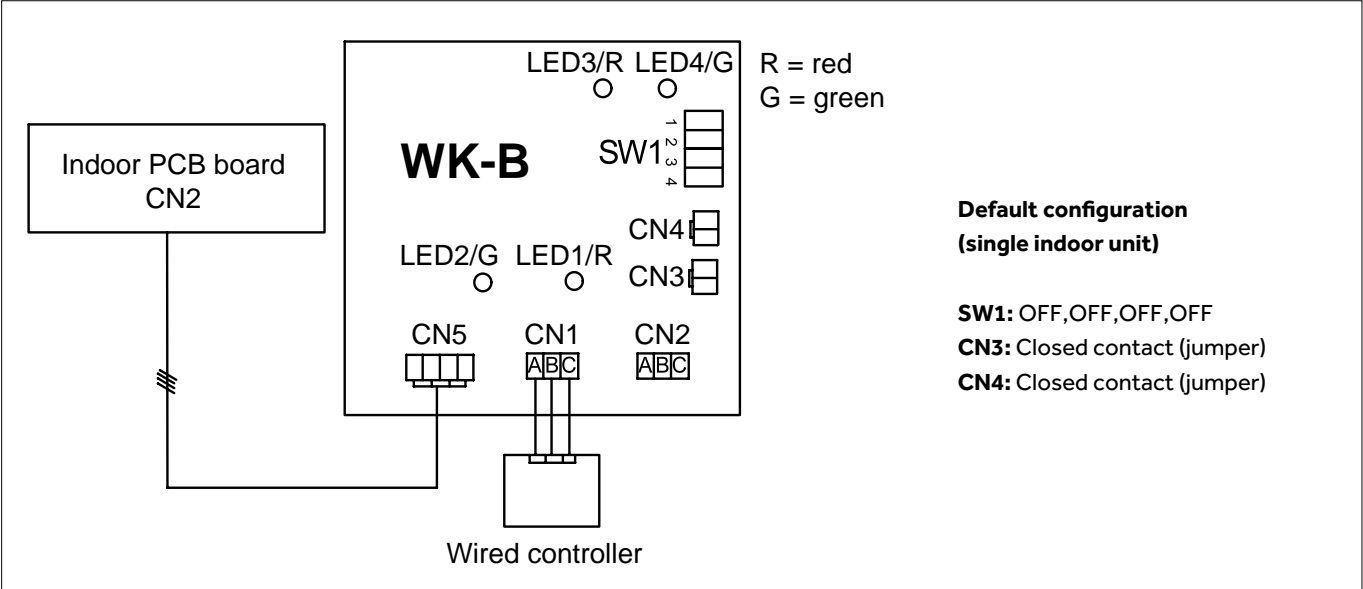 LED3/R LED4/G
R = red
G = green
Indoor PCB board
CN2
WK-B
SW1
1
2
3
4
CN4
CN3
LED2/G LED1/R
CN5 CN1 CN2
A B C
A B C
Wired controller
Default configuration
(single indoor unit)
SW1: OFF,OFF,OFF,OFF
CN3: Closed contact (jumper)
CN4: Closed contact (jumper)